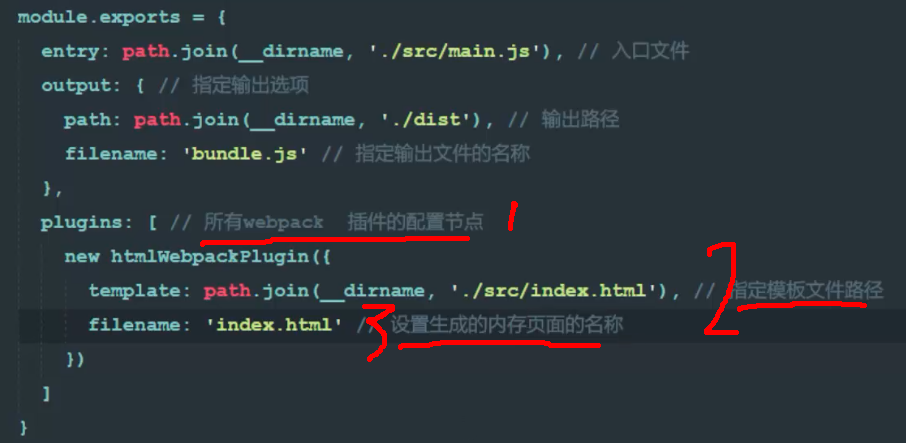 module.exports = {
entry: path.join(__dirname, './src/main.js'), // 入口文件
output: { // 指定输出选项
path: path.join(__dirname, './dist'), // 输出路径
filename: 'bundle.js' // 指定输出文件的名称
},
plugins: [ // 所有webpack 插件的配置节点 1
new htmlWebpackPlugin({
template: path.join(__dirname, './src/index.html'), // 指定模板文件路径 2
filename: 'index.html' // 设置生成的内存页面的名称 3
})
]
}